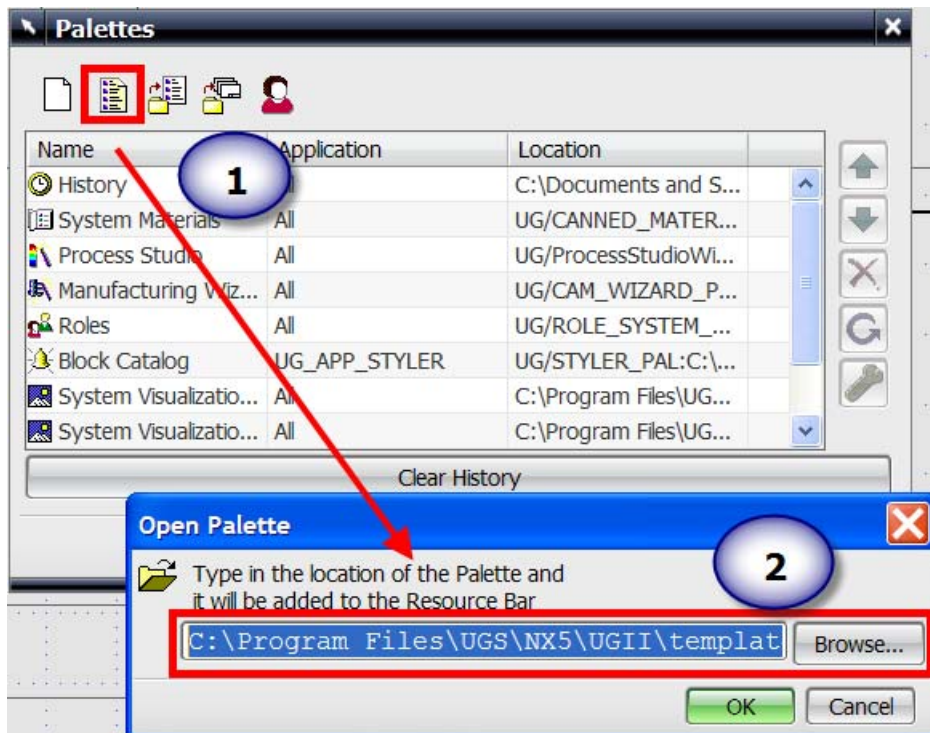 Palettes
Name Application Location
1
History C:\Documents and S...
System Materials All UG/CANNED_MATER...
Process Studio All UG/ProcessStudioWi...
Manufacturing Wiz... All UG/CAM_WIZARD_P...
Roles All UG/ROLE_SYSTEM_...
Block Catalog UG_APP_STYLER UG/STYLER_PAL:C:\...
System Visualizatio... All C:\Program Files\UG...
System Visualizatio... All C:\Program Files\UG...
Clear History
Open Palette
2
Type in the location of the Palette and
it will be added to the Resource Bar
C:\Program Files\UGS\NX5\UGII\templat Browse...
OK Cancel